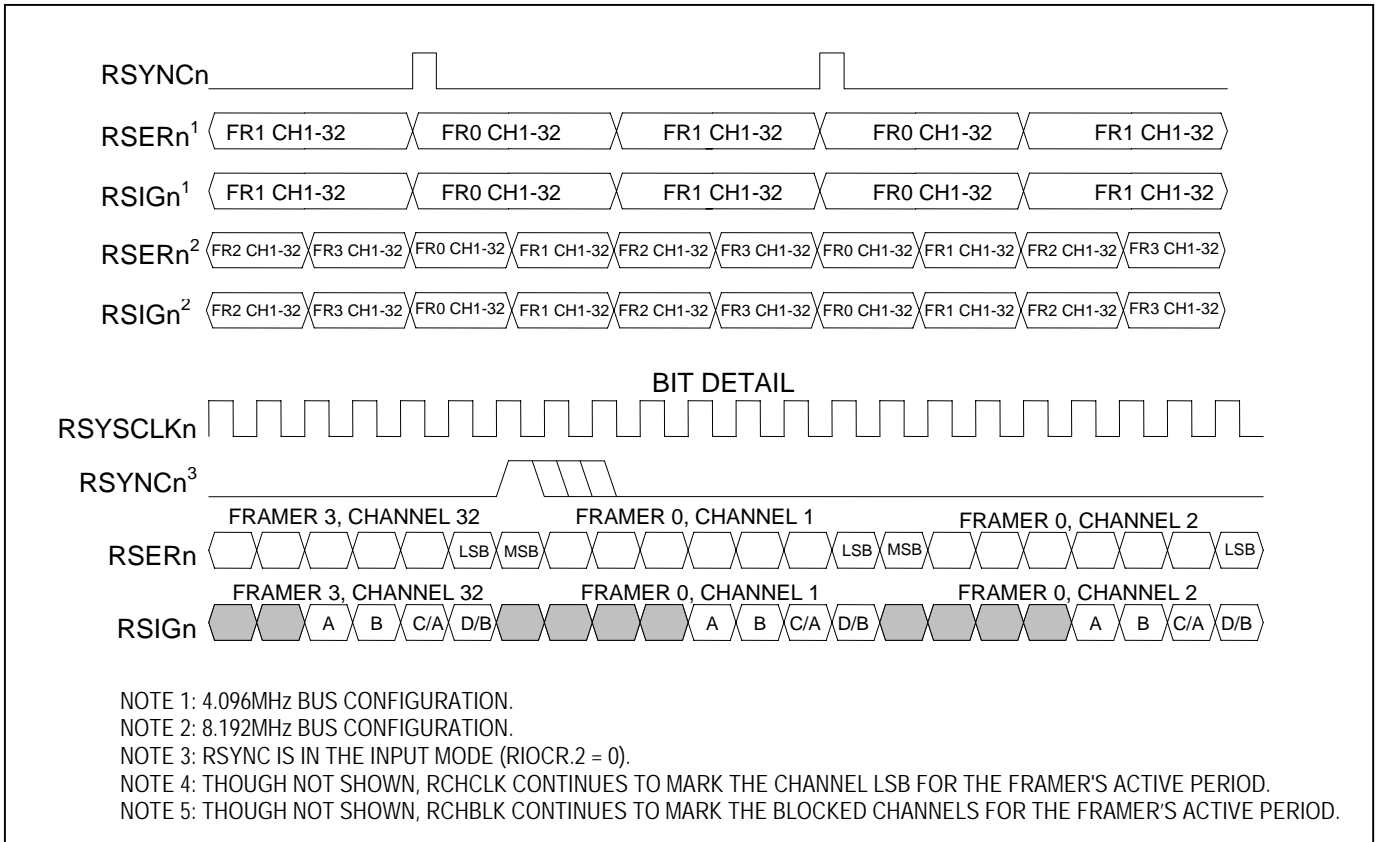 RSYNCn
RSERn1 FR1 CH1-32 FR0 CH1-32 FR1 CH1-32 FR0 CH1-32 FR1 CH1-32
RSIGn1 FR1 CH1-32 FR0 CH1-32 FR1 CH1-32 FR0 CH1-32 FR1 CH1-32
RSERn2 FR2 CH1-32 FR3 CH1-32 FR0 CH1-32 FR1 CH1-32 FR2 CH1-32 FR3 CH1-32 FR0 CH1-32 FR1 CH1-32 FR2 CH1-32 FR3 CH1-32
RSIGn2 FR2 CH1-32 FR3 CH1-32 FR0 CH1-32 FR1 CH1-32 FR2 CH1-32 FR3 CH1-32 FR0 CH1-32 FR1 CH1-32 FR2 CH1-32 FR3 CH1-32
BIT DETAIL
RSYSCLKn
RSYNCn3
FRAMER 3, CHANNEL 32 FRAMER 0, CHANNEL 1 FRAMER 0, CHANNEL 2
RSERn LSB MSB LSB MSB LSB
FRAMER 3, CHANNEL 32 FRAMER 0, CHANNEL 1 FRAMER 0, CHANNEL 2
RSIGn A B C/A D/B A B C/A D/B A B C/A D/B
NOTE 1: 4.096MHz BUS CONFIGURATION.
NOTE 2: 8.192MHz BUS CONFIGURATION.
NOTE 3: RSYNC IS IN THE INPUT MODE (RIOCR.2 = 0).
NOTE 4: THOUGH NOT SHOWN, RCHCLK CONTINUES TO MARK THE CHANNEL LSB FOR THE FRAMER'S ACTIVE PERIOD.
NOTE 5: THOUGH NOT SHOWN, RCHBLK CONTINUES TO MARK THE BLOCKED CHANNELS FOR THE FRAMER’S ACTIVE PERIOD.